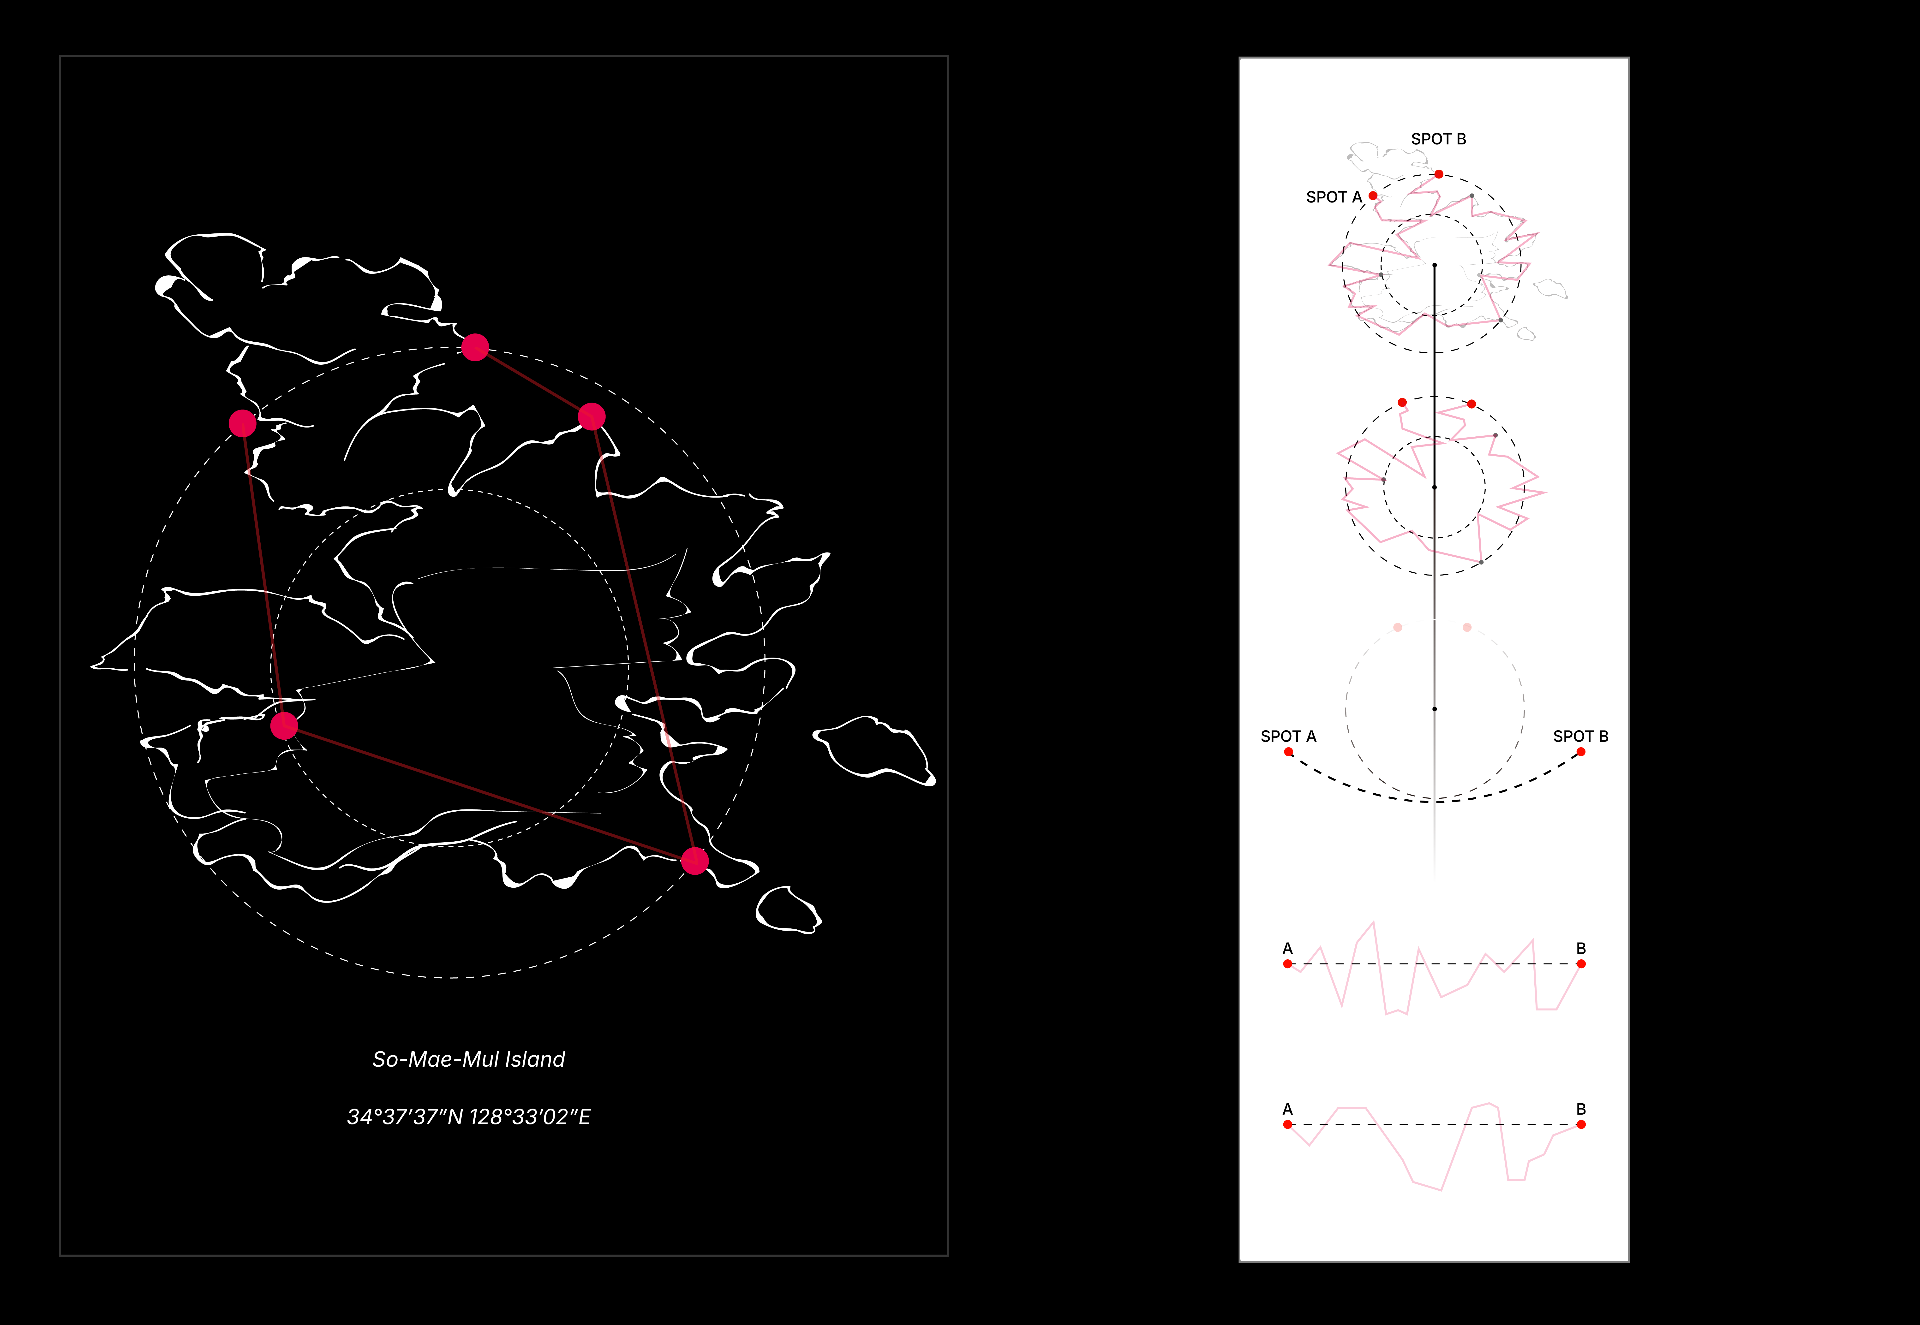 So-Mae-Mul Island
34°37'37"N 128°33'02"E
SPOT B
SPOT A
SPOT A SPOT B
A B
A B